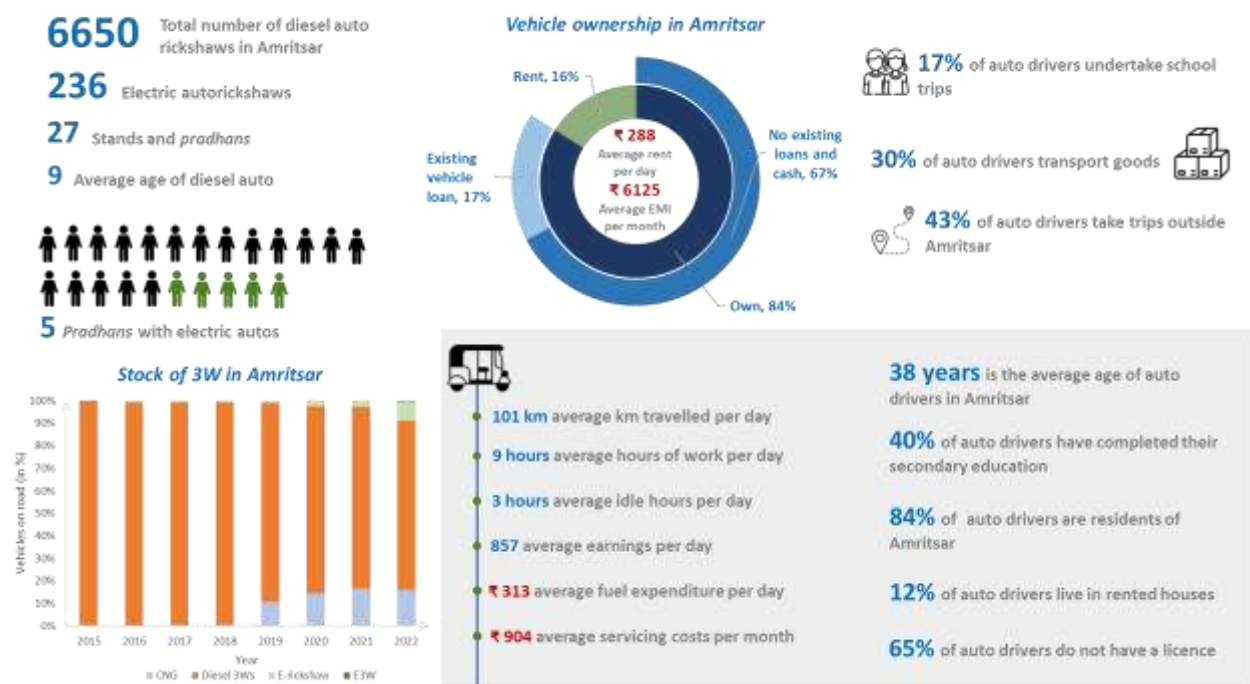 6650 Total number of diesel auto
rickshaws in Amritsar
236 Electric autorickshaws
27 Stands and pradhans
9 Average age of diesel auto
5 Pradhans with electric autos
Vehicle ownership in Amritsar
Rent, 16%
Existing
vehicle
loan, 17%
₹ 288
Average rent
per day
₹ 6125
Average EMI
per month
No existing
loans and
cash, 67%
Own, 84%
17% of auto drivers undertake school
trips
30% of auto drivers transport goods
43% of auto drivers take trips outside
Amritsar
Stock of 3W in Amritsar
Vehicles on road (in %)
100%
90%
80%
70%
60%
50%
40%
30%
20%
10%
0%
2015 2016 2017 2018 2019 2020 2021 2022
Year
CNG Diesel 3Ws E-rickshaw E3W
101 km average km travelled per day
9 hours average hours of work per day
3 hours average idle hours per day
857 average earnings per day
₹ 313 average fuel expenditure per day
₹ 904 average servicing costs per month
38 years is the average age of auto
drivers in Amritsar
40% of auto drivers have completed their
secondary education
84% of auto drivers are residents of
Amritsar
12% of auto drivers live in rented houses
65% of auto drivers do not have a licence